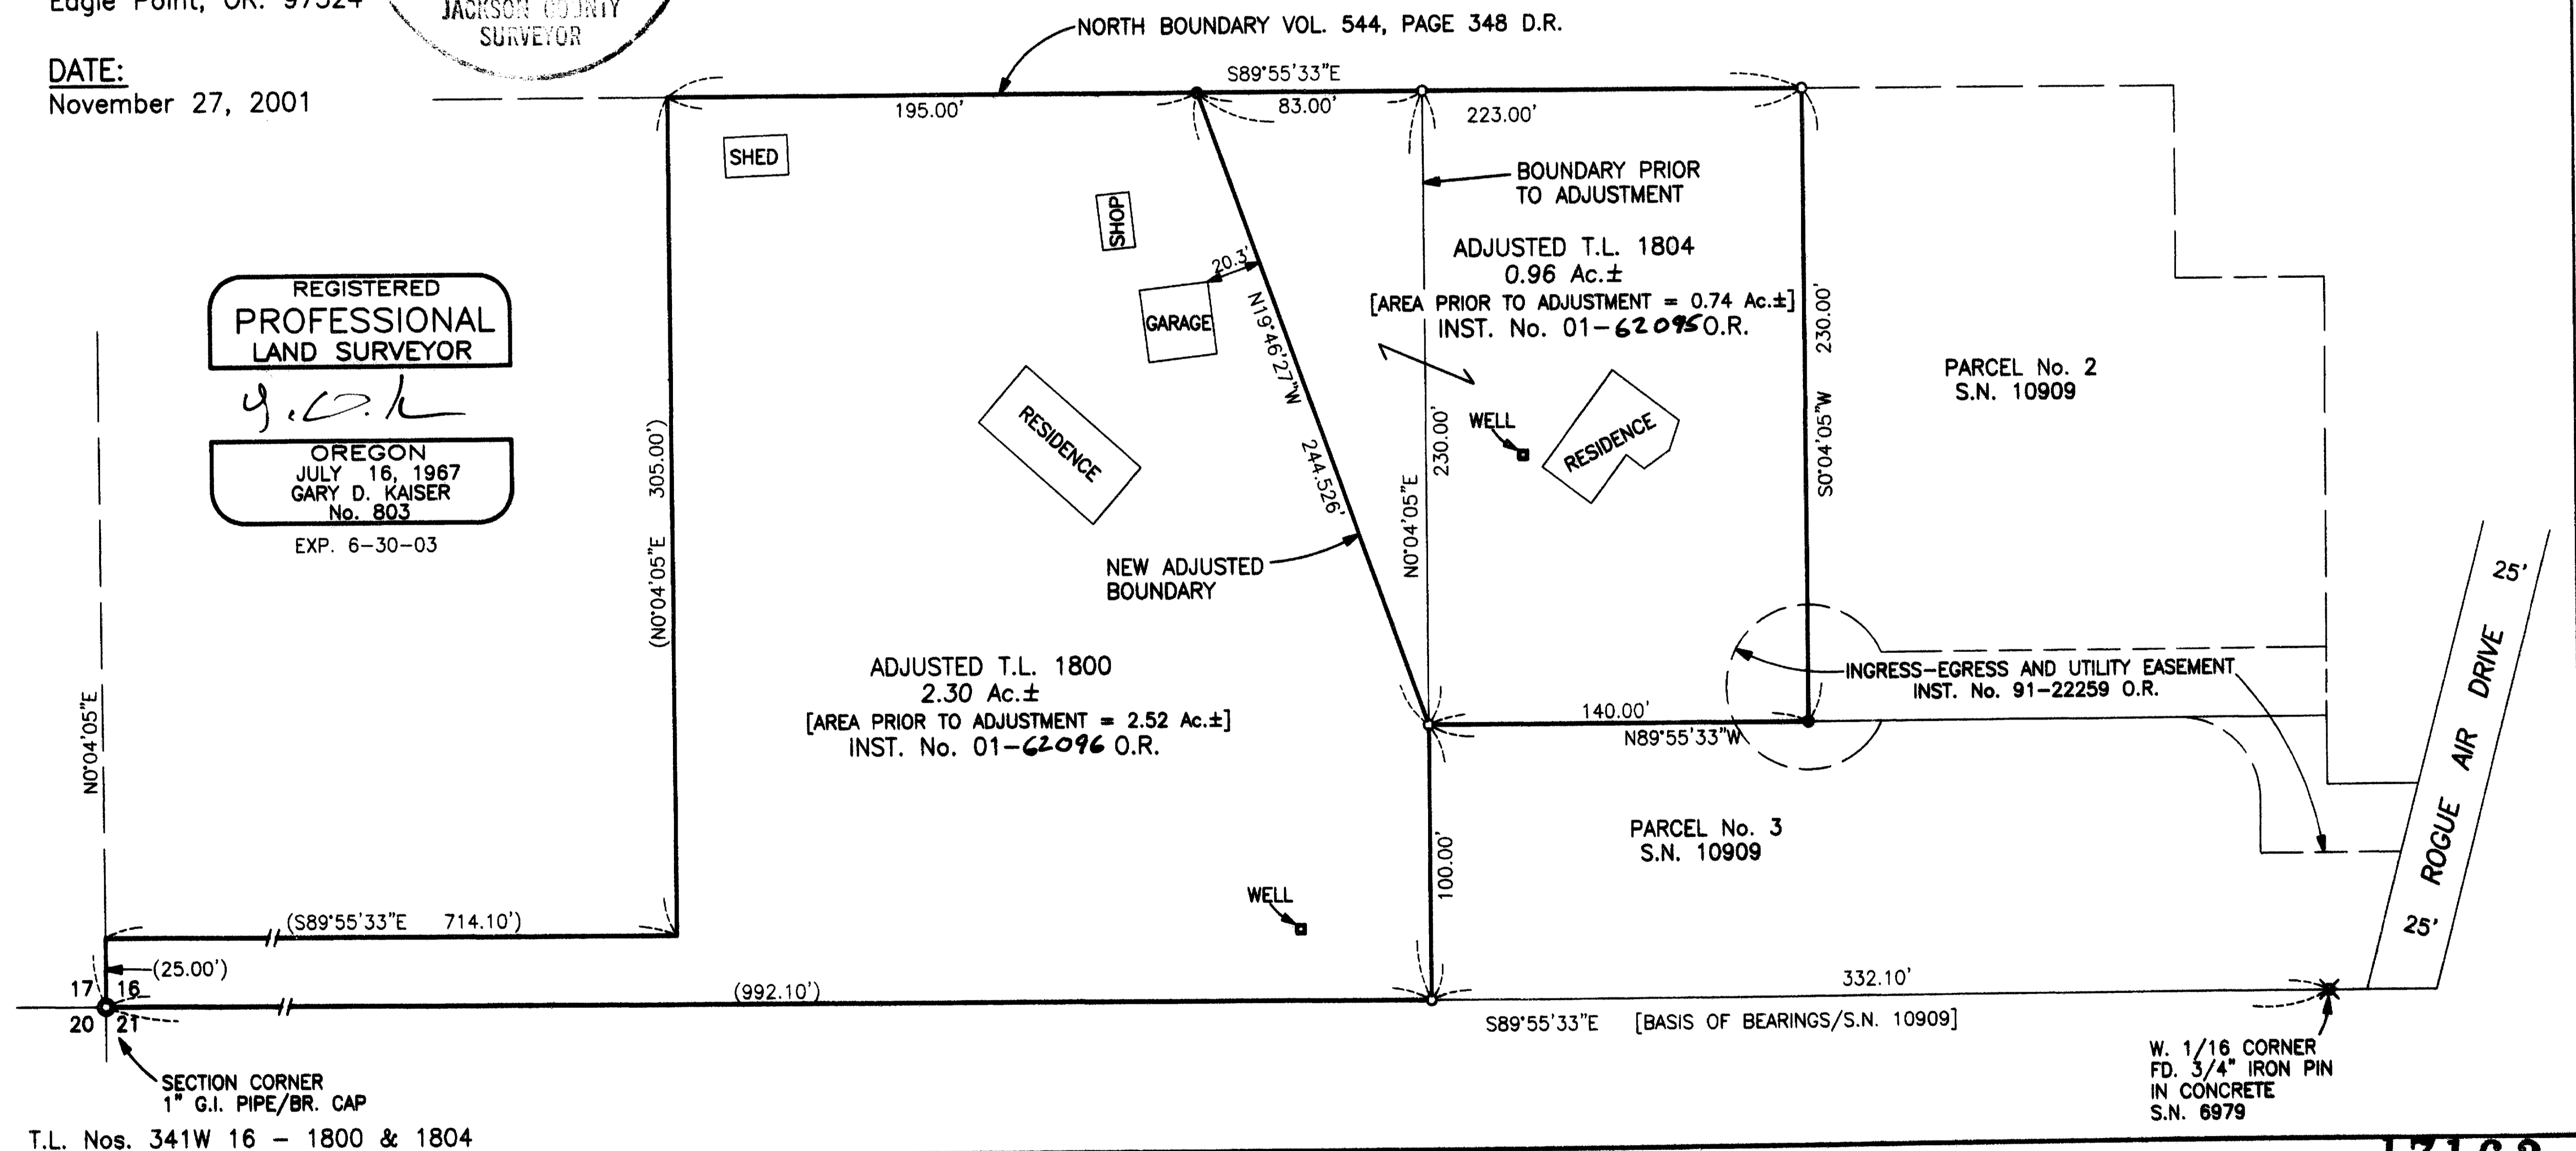 Eagle Point, OR. 97524
JACKSON COUNTY
SURVEYOR
DATE:
November 27, 2001
NORTH BOUNDARY VOL. 544, PAGE 348 D.R.
S89°55'33"E
195.00'
83.00'
223.00'
SHED
SHOP
20.3'
GARAGE
RESIDENCE
BOUNDARY PRIOR
TO ADJUSTMENT
ADJUSTED T.L. 1804
0.96 Ac.±
[AREA PRIOR TO ADJUSTMENT = 0.74 Ac.±]
INST. No. 01-62095 O.R.
N19°46'27"W 244.526'
N0°04'05"E 230.00'
WELL
RESIDENCE
S0°04'05"W 230.00'
PARCEL No. 2
S.N. 10909
REGISTERED
PROFESSIONAL
LAND SURVEYOR
OREGON
JULY 16, 1967
GARY D. KAISER
No. 803
EXP. 6-30-03
(N0°04'05"E 305.00')
NEW ADJUSTED
BOUNDARY
N0°04'05"E
ADJUSTED T.L. 1800
2.30 Ac.±
[AREA PRIOR TO ADJUSTMENT = 2.52 Ac.±]
INST. No. 01-62096 O.R.
INGRESS-EGRESS AND UTILITY EASEMENT
INST. No. 91-22259 O.R.
140.00'
N89°55'33"W
25'
ROGUE AIR DRIVE
25'
PARCEL No. 3
S.N. 10909
100.00'
WELL
(S89°55'33"E 714.10')
(25.00')
17 16
20 21
(992.10')
332.10'
S89°55'33"E [BASIS OF BEARINGS/S.N. 10909]
SECTION CORNER
1" G.I. PIPE/BR. CAP
W. 1/16 CORNER
FD. 3/4" IRON PIN
IN CONCRETE
S.N. 6979
T.L. Nos. 341W 16 - 1800 & 1804